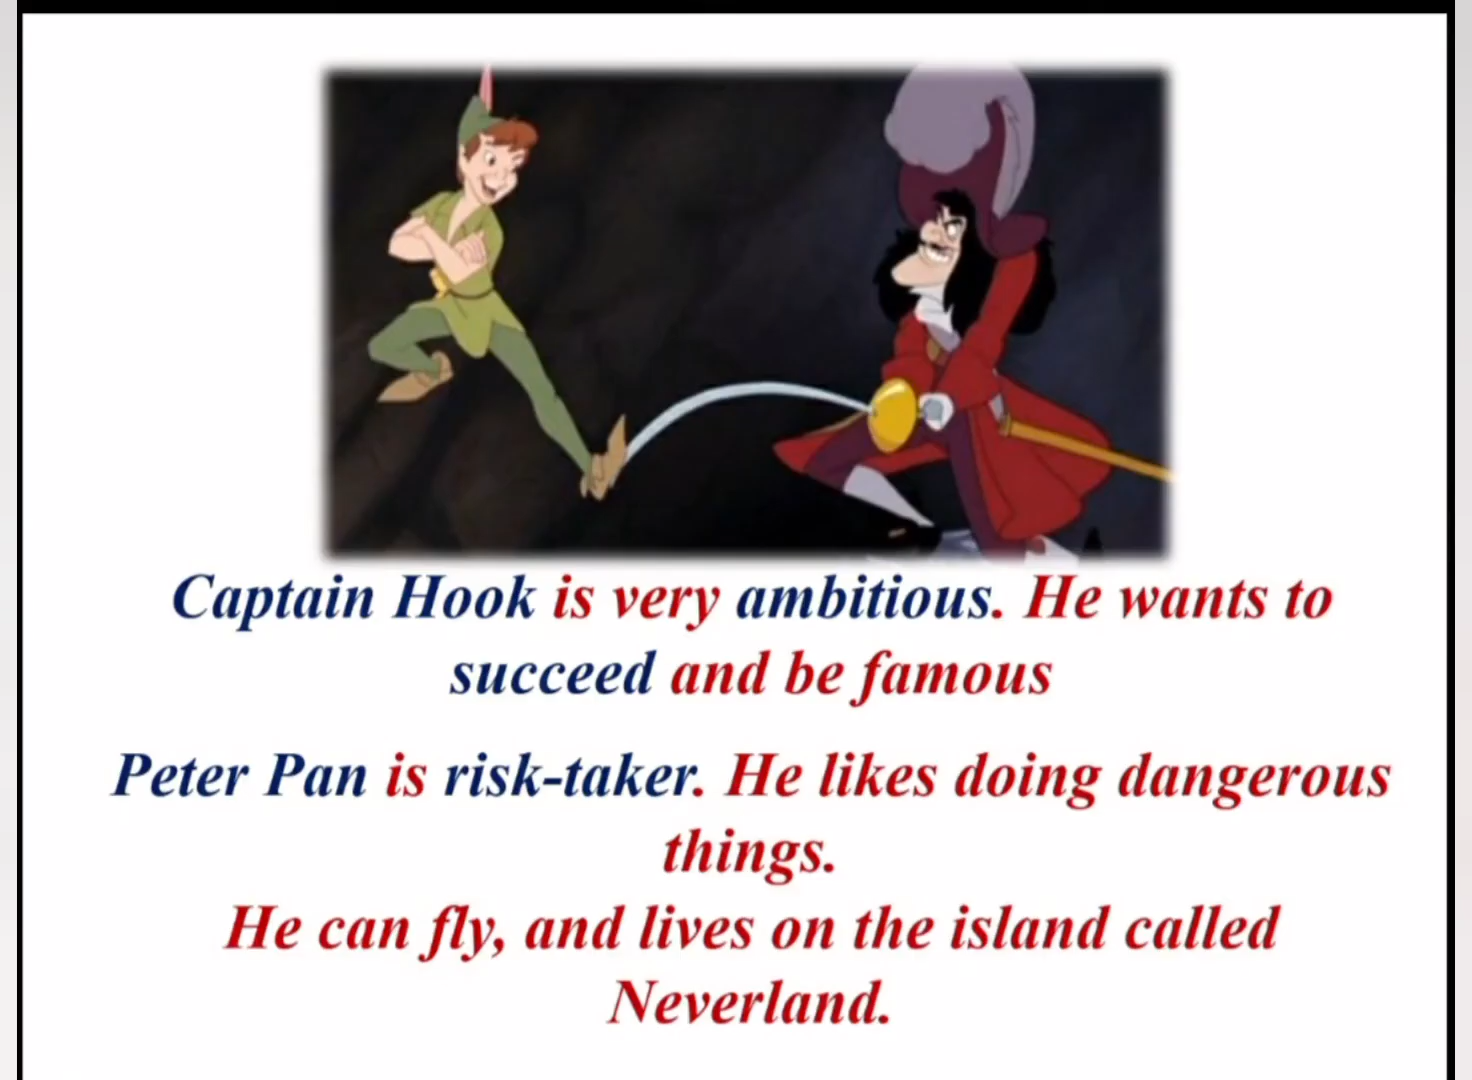 Captain Hook is very ambitious. He wants to
succeed and be famous
Peter Pan is risk-taker. He likes doing dangerous
things.
He can fly, and lives on the island called
Neverland.